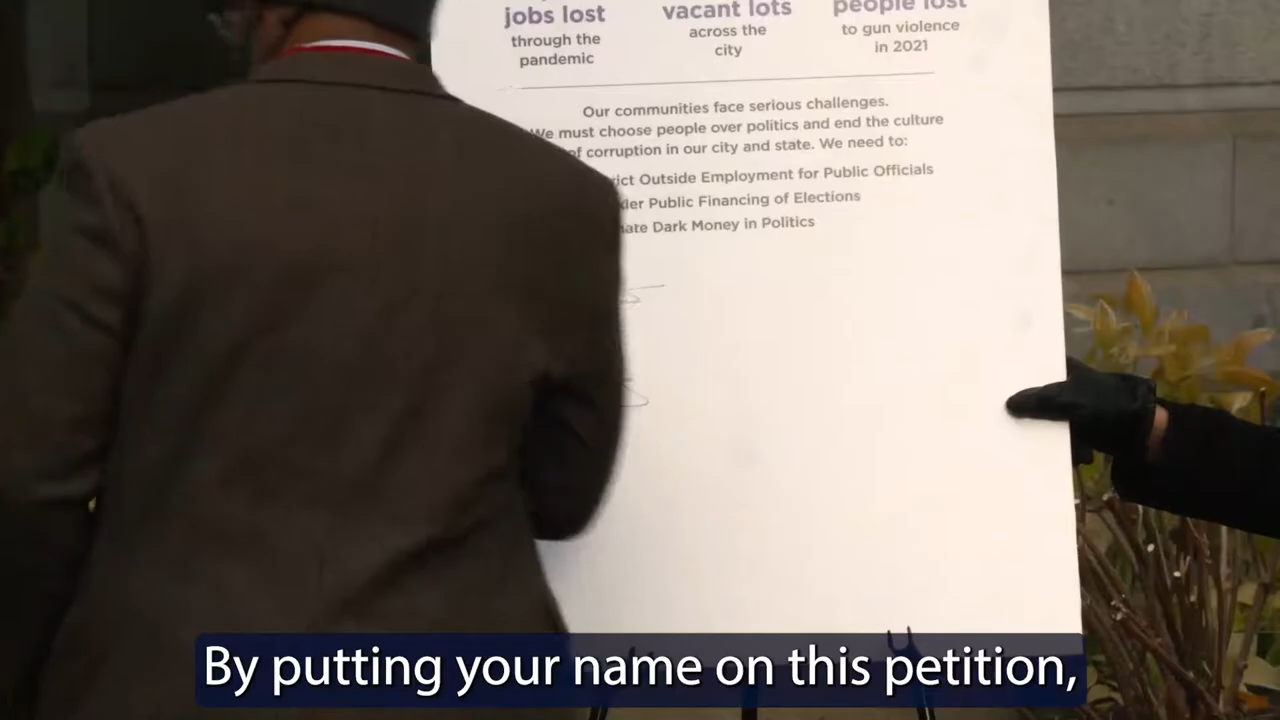 jobs lost
through the
pandemic
vacant lots
across the
city
people lost
to gun violence
in 2021
Our communities face serious challenges.
We must choose people over politics and end the culture
of corruption in our city and state. We need to:
Outside Employment for Public Officials
Public Financing of Elections
Dark Money in Politics
By putting your name on this petition,